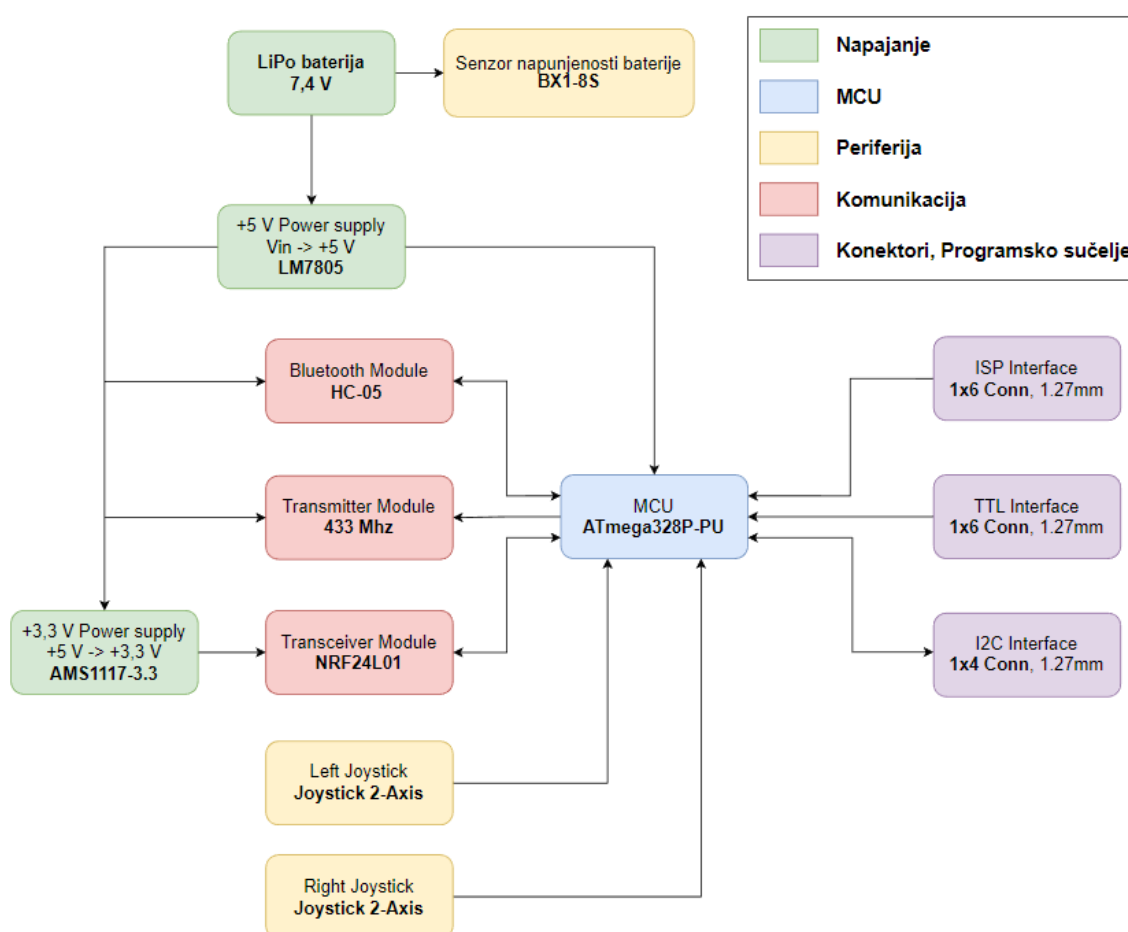 LiPo baterija
7,4 V
Senzor napunjenosti baterije
BX1-8S
Napajanje
MCU
Periferija
Komunikacija
Konektori, Programsko sučelje
+5 V Power supply
Vin -> +5 V
LM7805
Bluetooth Module
HC-05
ISP Interface
1x6 Conn, 1.27mm
Transmitter Module
433 Mhz
MCU
ATmega328P-PU
TTL Interface
1x6 Conn, 1.27mm
+3,3 V Power supply
+5 V -> +3,3 V
AMS1117-3.3
Transceiver Module
NRF24L01
I2C Interface
1x4 Conn, 1.27mm
Left Joystick
Joystick 2-Axis
Right Joystick
Joystick 2-Axis